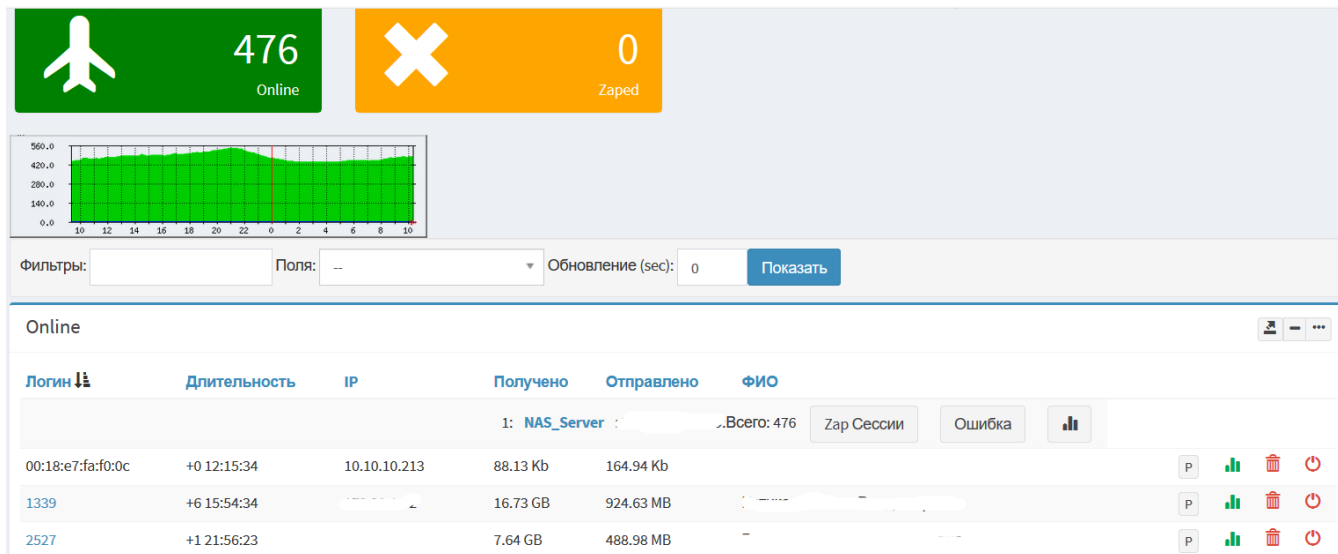 476
Online
0
Zaped
560.0
420.0
280.0
140.0
0.0
10 12 14 16 18 20 22 0 2 4 6 8 10
Фильтры: Поля: -- Обновление (sec): 0 Показать
Online
Логин Длительность IP Получено Отправлено ФИО
1: NAS_Server : .Всего: 476 Zap Сессии Ошибка
00:18:e7:fa:f0:0c +0 12:15:34 10.10.10.213 88.13 Kb 164.94 Kb P
1339 +6 15:54:34 16.73 GB 924.63 MB P
2527 +1 21:56:23 7.64 GB 488.98 MB P